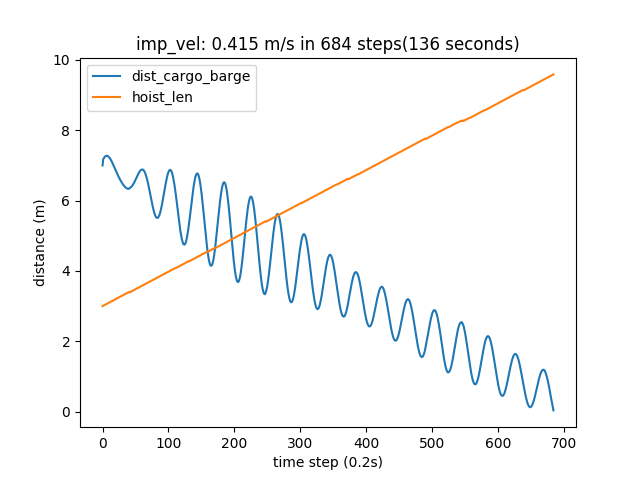 imp_vel: 0.415 m/s in 684 steps(136 seconds)
dist_cargo_barge
hoist_len
10
8
6
4
2
0
distance (m)
0 100 200 300 400 500 600 700
time step (0.2s)